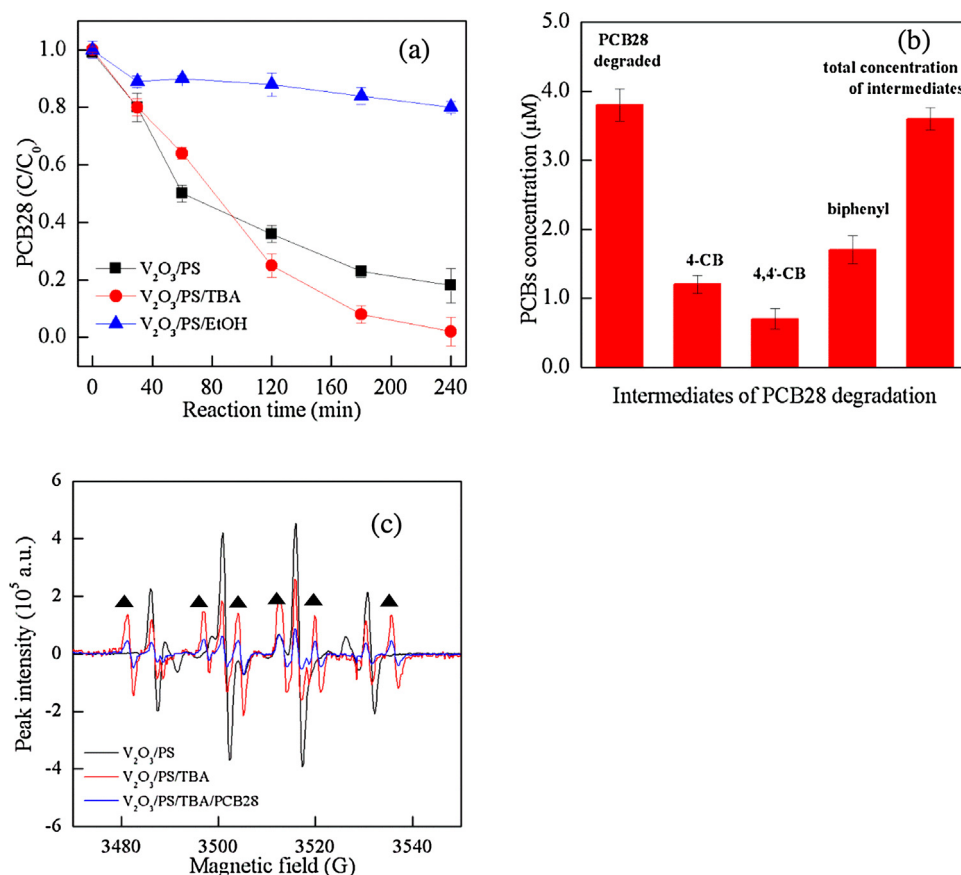 (a)
1.0
0.8
0.6
0.4
0.2
0.0
PCB28 (C/C₀)
V₂O₃/PS
V₂O₃/PS/TBA
V₂O₃/PS/EtOH
0 40 80 120 160 200 240
Reaction time (min)
(b)
5.0
4.0
3.0
2.0
1.0
0.0
PCBs concentration (μM)
PCB28
degraded
4-CB
4,4'-CB
biphenyl
total concentration
of intermediates
Intermediates of PCB28 degradation
(c)
6
4
2
0
-2
-4
-6
Peak intensity (10⁵ a.u.)
V₂O₃/PS
V₂O₃/PS/TBA
V₂O₃/PS/TBA/PCB28
3480 3500 3520 3540
Magnetic field (G)